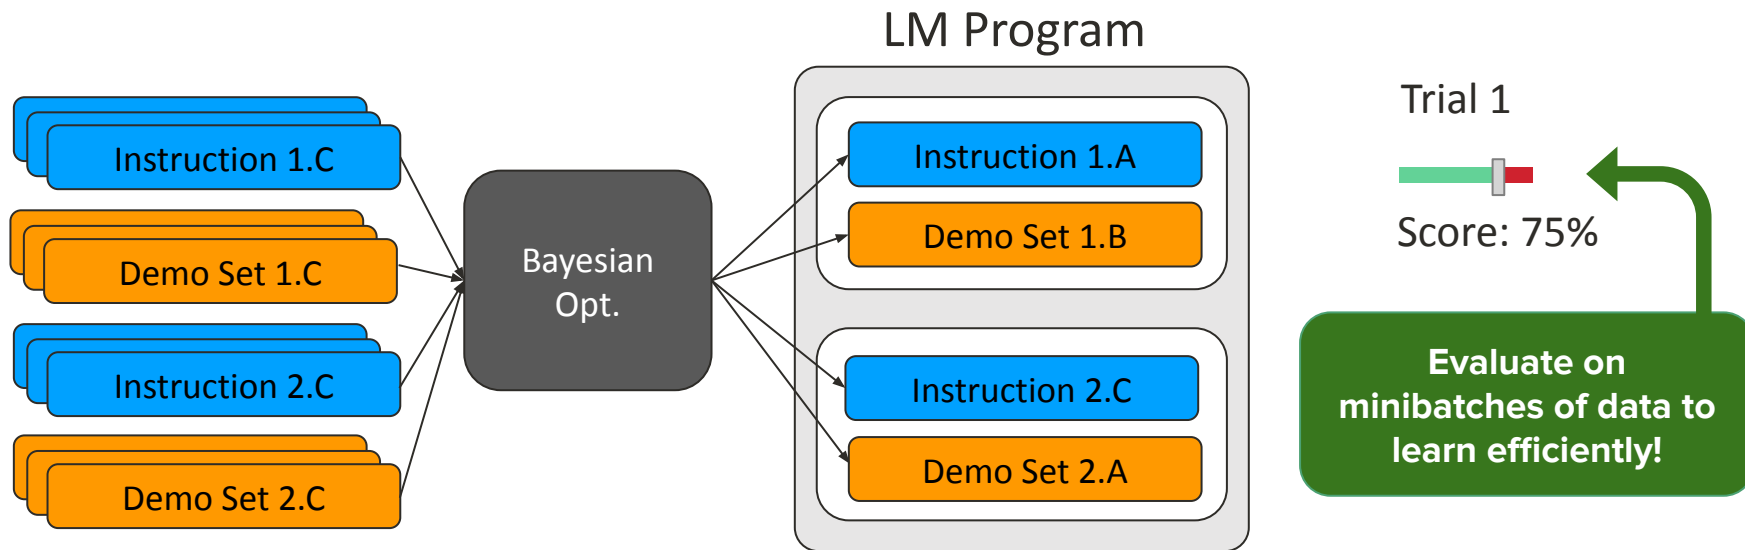 LM Program
Instruction 1.C
Demo Set 1.C
Instruction 2.C
Demo Set 2.C
Bayesian
Opt.
Instruction 1.A
Demo Set 1.B
Instruction 2.C
Demo Set 2.A
Trial 1
Score: 75%
Evaluate on
minibatches of data to
learn efficiently!